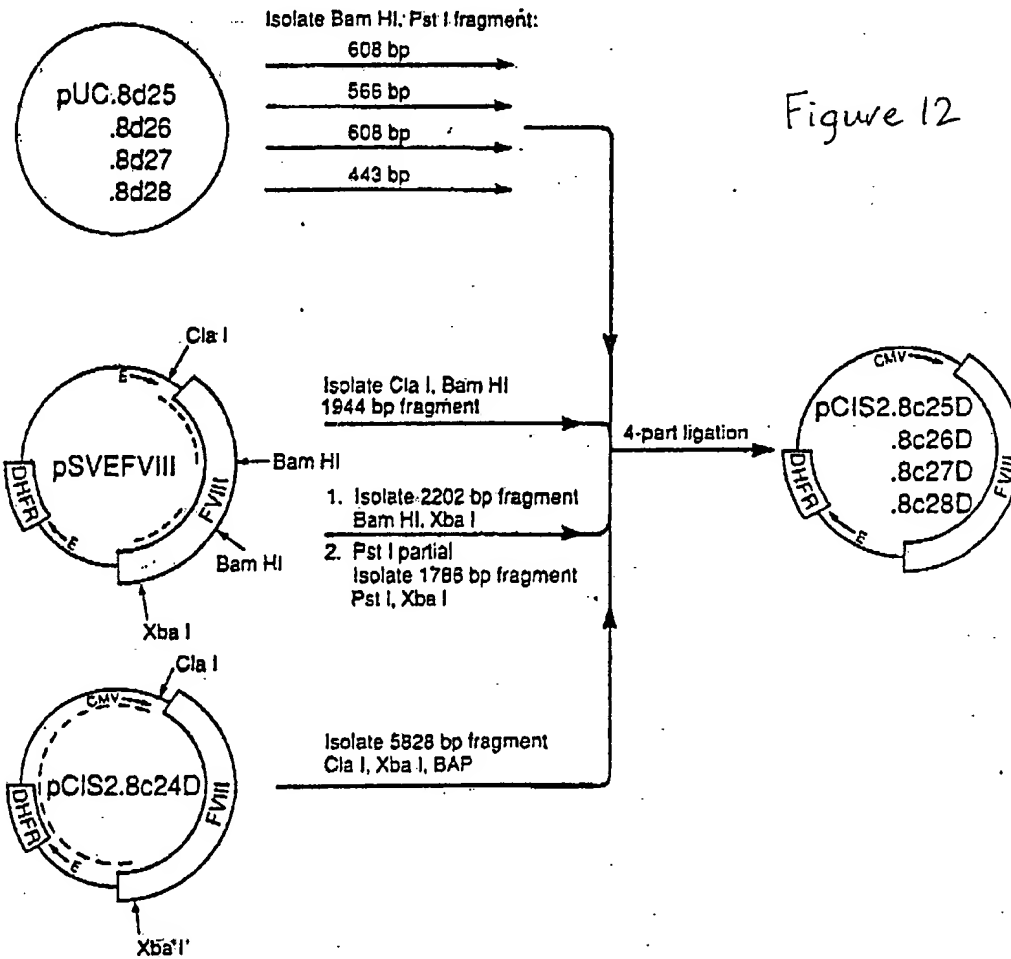 Isolate Bam HI, Pst I fragment:
608 bp
566 bp
608 bp
443 bp
pUC.8d25
.8d26
.8d27
.8d28
Figure 12
Cla I
E
pSVEFVIII
DHFR
E
FVIII
Bam HI
Bam HI
Xba I
Isolate Cla I, Bam HI
1944 bp fragment
1. Isolate 2202 bp fragment
Bam HI, Xba I
2. Pst I partial
Isolate 1786 bp fragment
Pst I, Xba I
4-part ligation
CMV
pCIS2.8c25D
.8c26D
.8c27D
.8c28D
DHFR
E
FVIII
Cla I
CMV
pCIS2.8c24D
DHFR
E
FVIII
Xba I
Isolate 5828 bp fragment
Cla I, Xba I, BAP